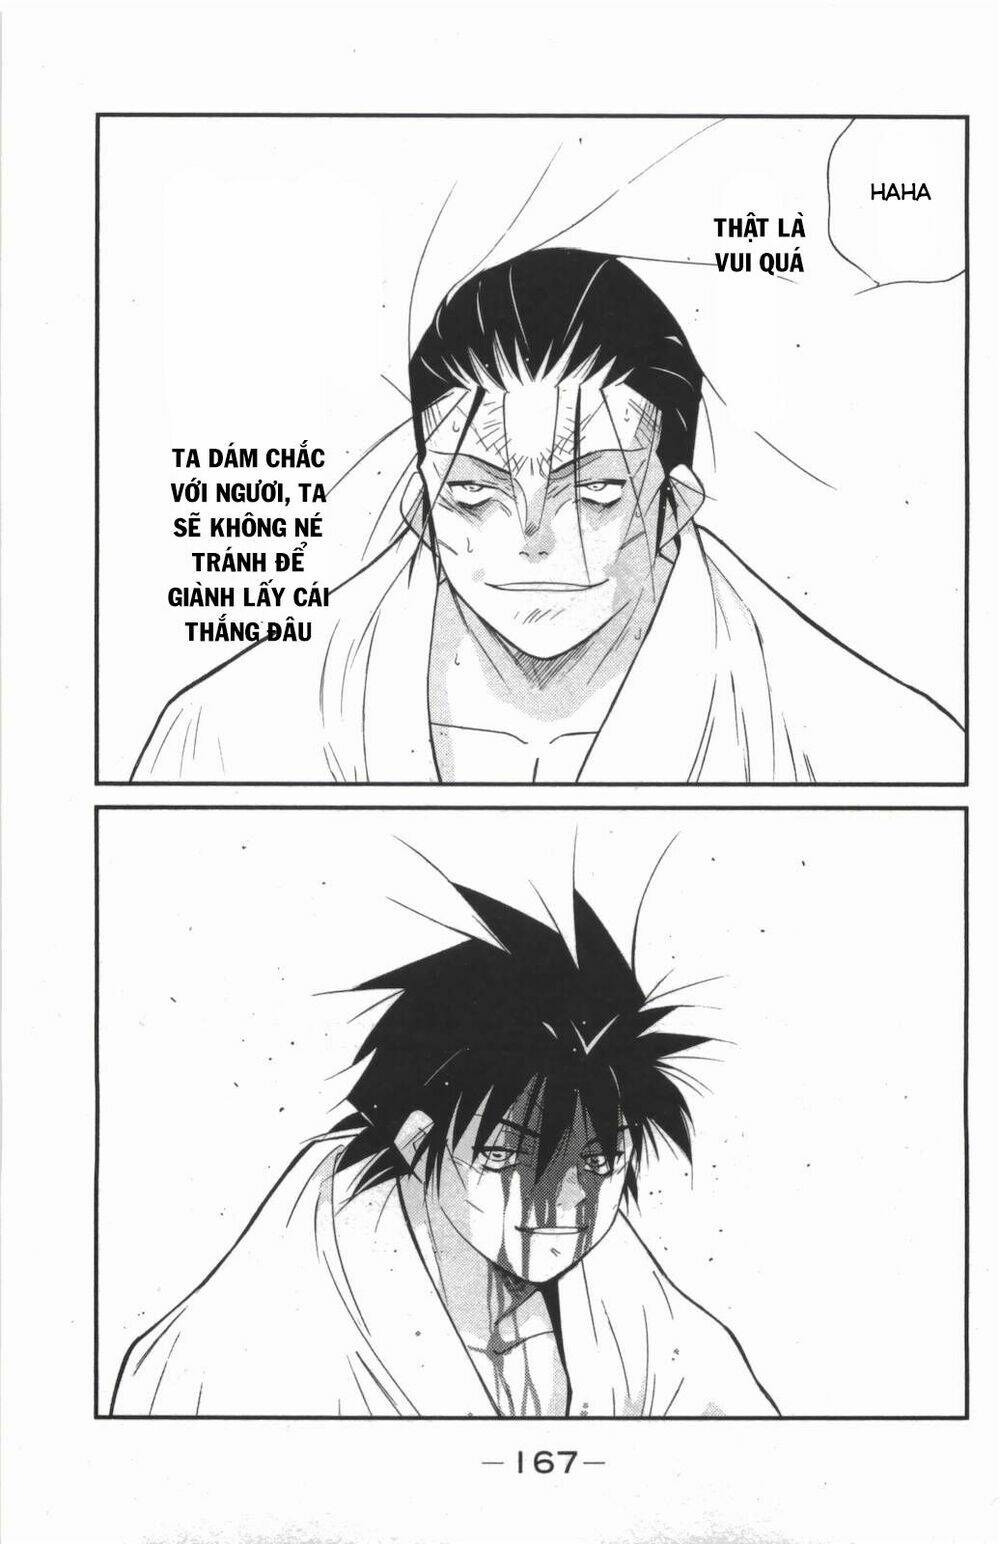 HAHA
THẬT LÀ
VUI QUÁ
TA DÁM CHẮC
VỚI NGƯƠI, TA
SẼ KHÔNG NÉ
TRÁNH ĐỂ
GIÀNH LẤY CÁI
THẮNG ĐÂU
—167—